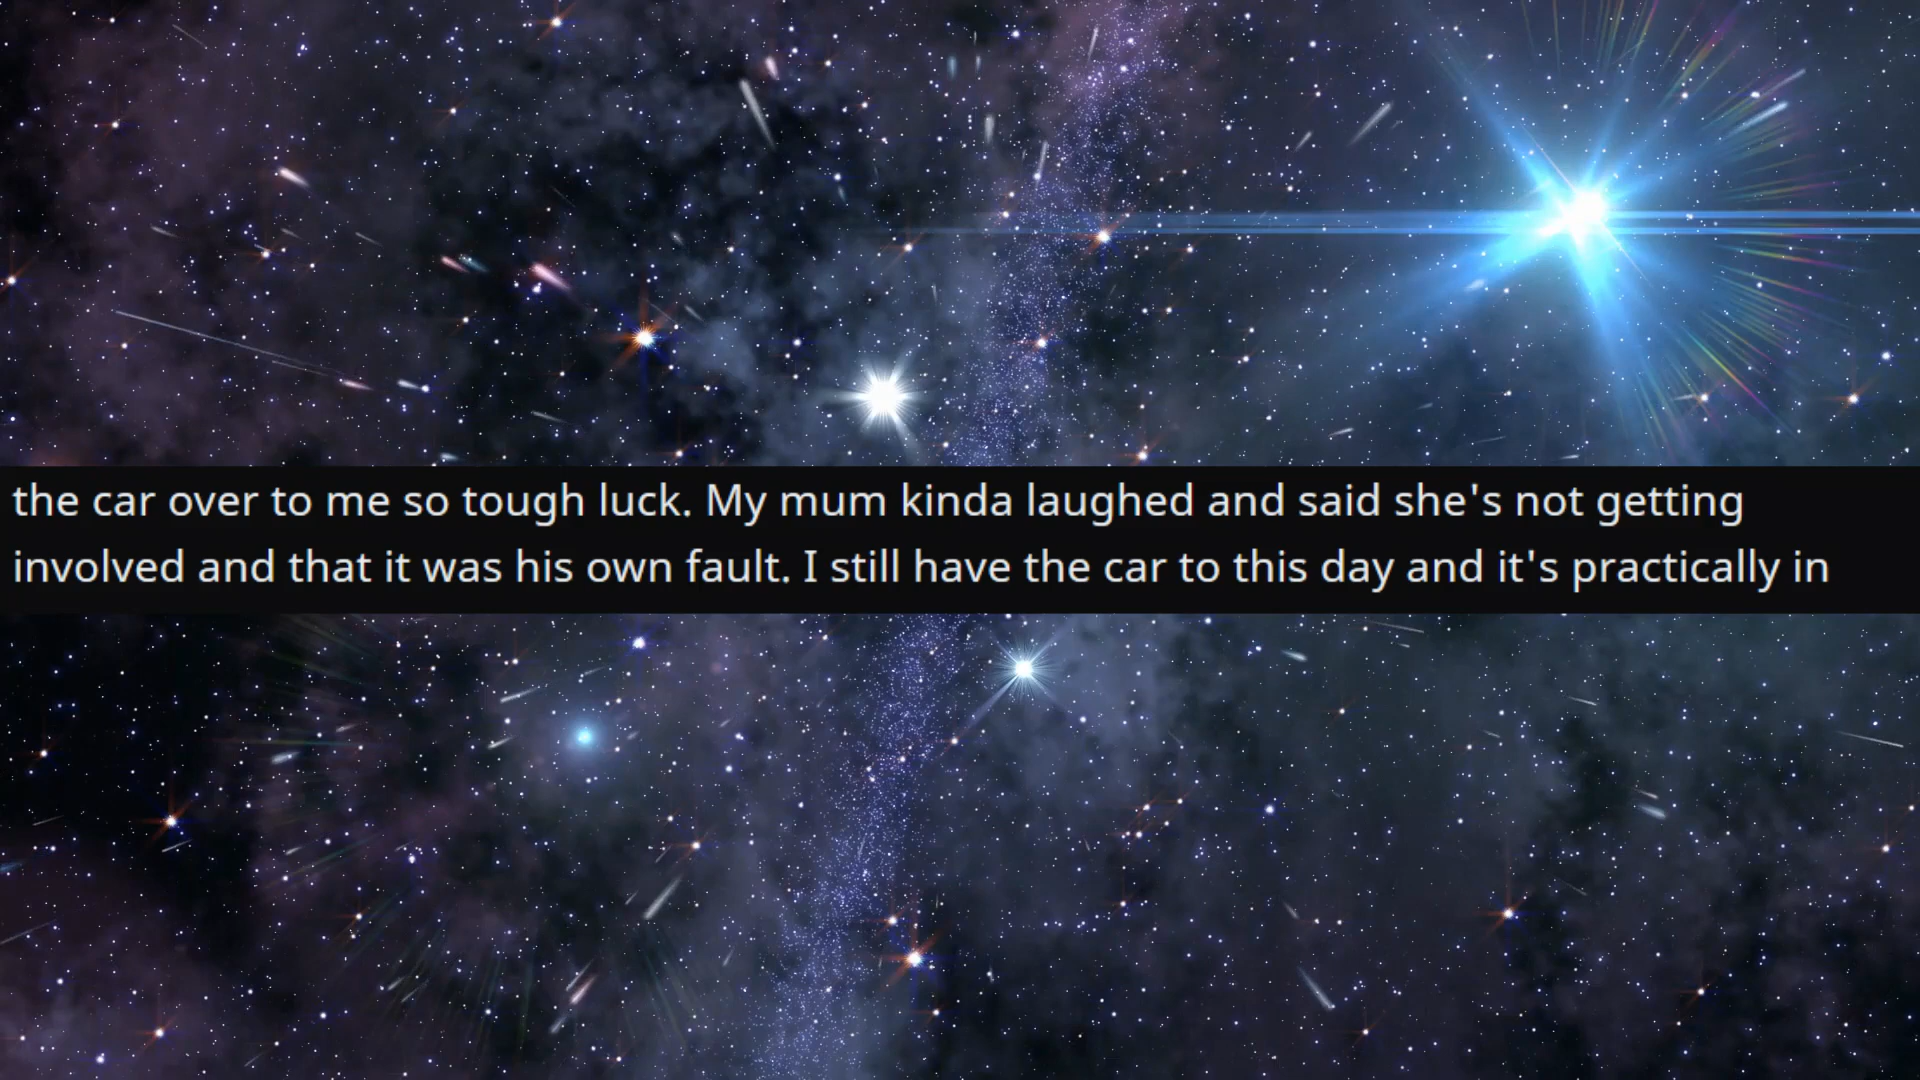 the car over to me so tough luck. My mum kinda laughed and said she's not getting
involved and that it was his own fault. I still have the car to this day and it's practically in